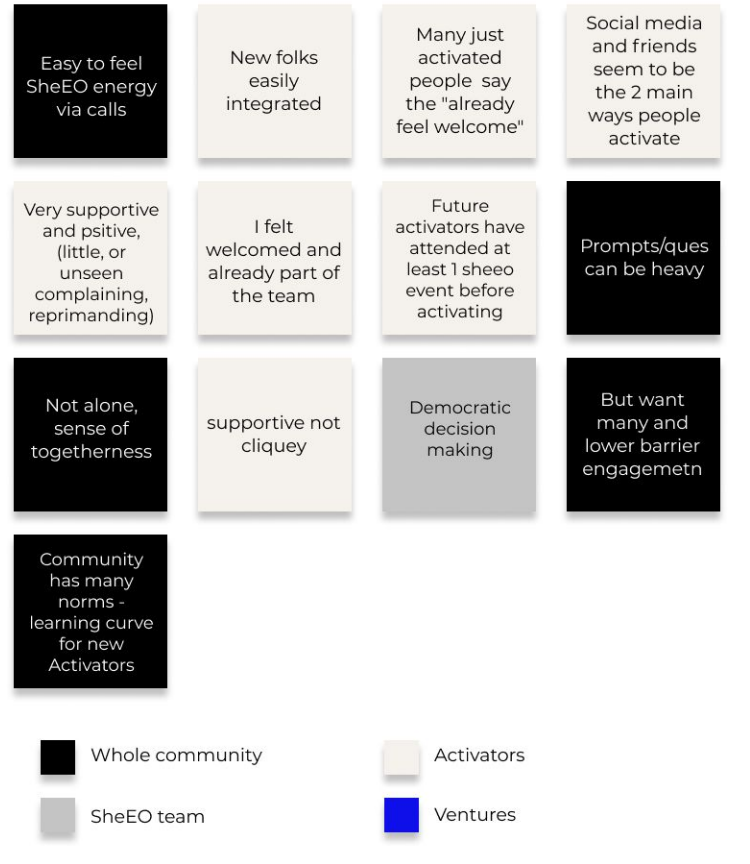 Easy to feel
SheEO energy
via calls
New folks
easily
integrated
Many just
activated
people say
the "already
feel welcome"
Social media
and friends
seem to be
the 2 main
ways people
activate
Very supportive
and psitive,
(little, or
unseen
complaining,
reprimanding)
I felt
welcomed and
already part of
the team
Future
activators have
attended at
least 1 sheeo
event before
activating
Prompts/ques
can be heavy
Not alone,
sense of
togetherness
supportive not
cliquey
Democratic
decision
making
But want
many and
lower barrier
engagemetn
Community
has many
norms -
learning curve
for new
Activators
Whole community
Activators
SheEO team
Ventures